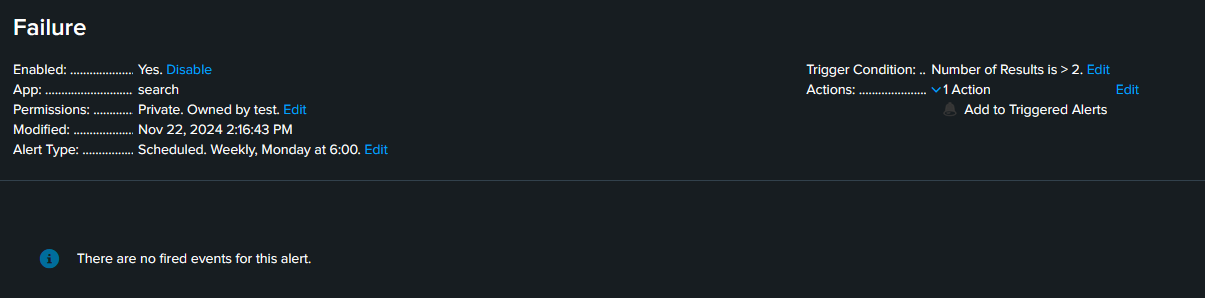 Failure
Enabled: ................... Yes. Disable
App: .............................. search
Permissions: ............ Private. Owned by test. Edit
Modified: .................. Nov 22, 2024 2:16:43 PM
Alert Type: ................ Scheduled. Weekly, Monday at 6:00. Edit
Trigger Condition: .. Number of Results is > 2. Edit
Actions: ..................... 1 Action Edit
Add to Triggered Alerts
There are no fired events for this alert.